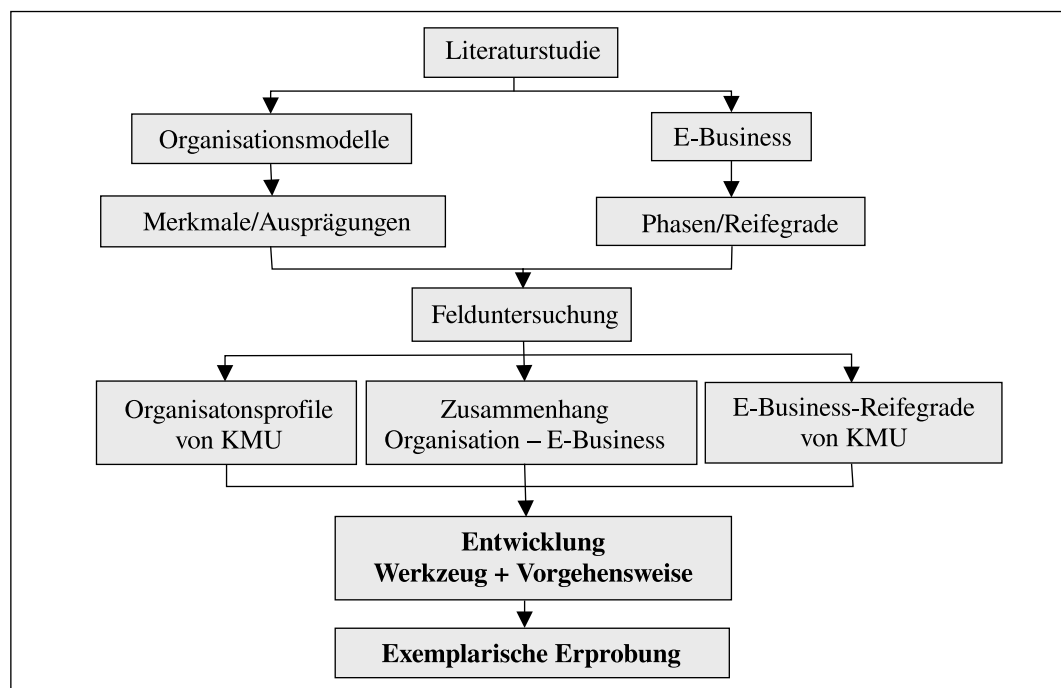 Literaturstudie
Organisationsmodelle
E-Business
Merkmale/Ausprägungen
Phasen/Reifegrade
Felduntersuchung
Organisatonsprofile
von KMU
Zusammenhang
Organisation – E-Business
E-Business-Reifegrade
von KMU
Entwicklung
Werkzeug + Vorgehensweise
Exemplarische Erprobung